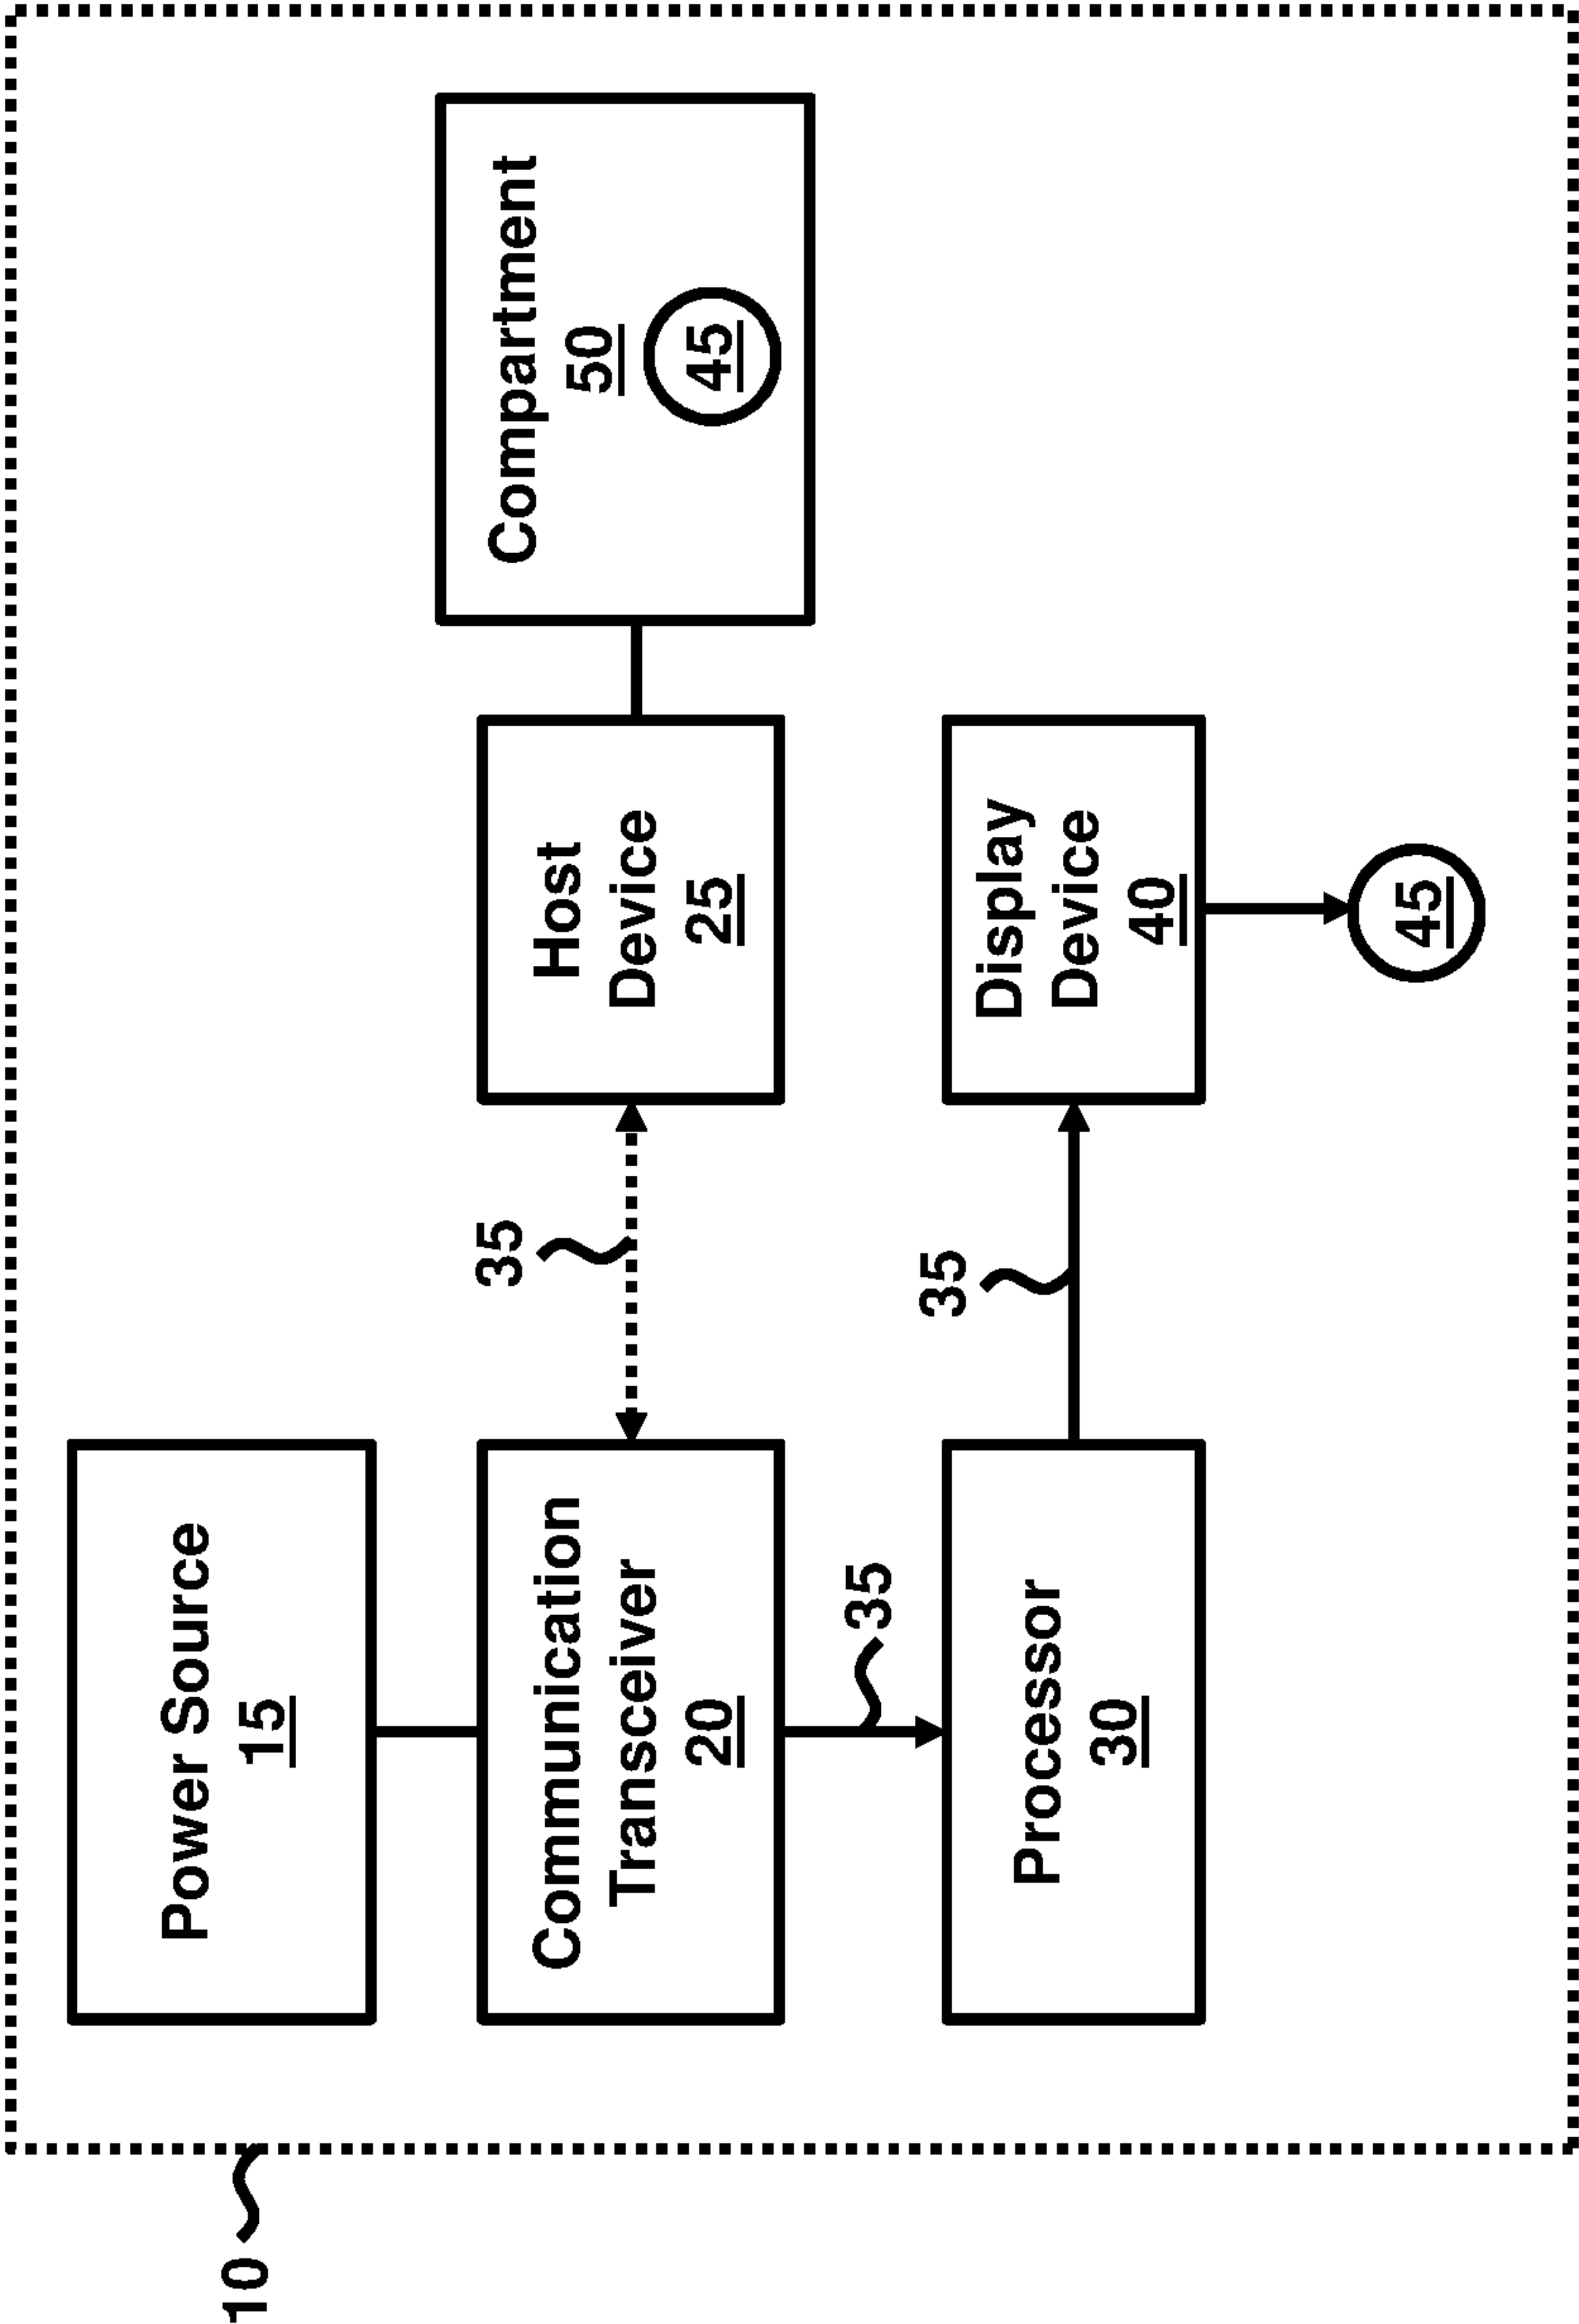 10
Power Source
15
Communication
Transceiver
20
35
Host
Device
25
Compartment
50
45
35
Processor
30
35
Display
Device
40
45